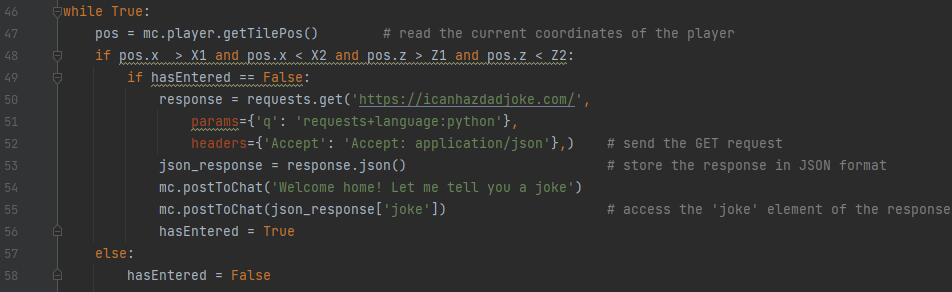 46 while True:
47     pos = mc.player.getTilePos()        # read the current coordinates of the player
48     if pos.x  > X1 and pos.x < X2 and pos.z > Z1 and pos.z < Z2:
49         if hasEntered == False:
50             response = requests.get('https://icanhazdadjoke.com/',
51                 params={'q': 'requests+language:python'},
52                 headers={'Accept': 'Accept: application/json'},)    # send the GET request
53             json_response = response.json()                         # store the response in JSON format
54             mc.postToChat('Welcome home! Let me tell you a joke')
55             mc.postToChat(json_response['joke'])                    # access the 'joke' element of the response
56             hasEntered = True
57     else:
58         hasEntered = False